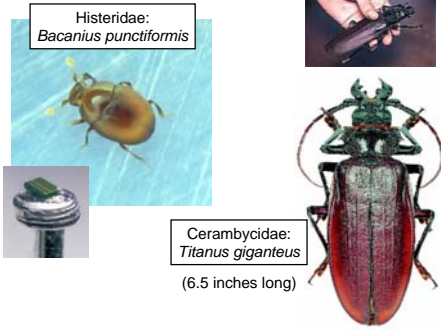 Histeridae:
Bacanius punctiformis
Cerambycidae:
Titanus giganteus
(6.5 inches long)